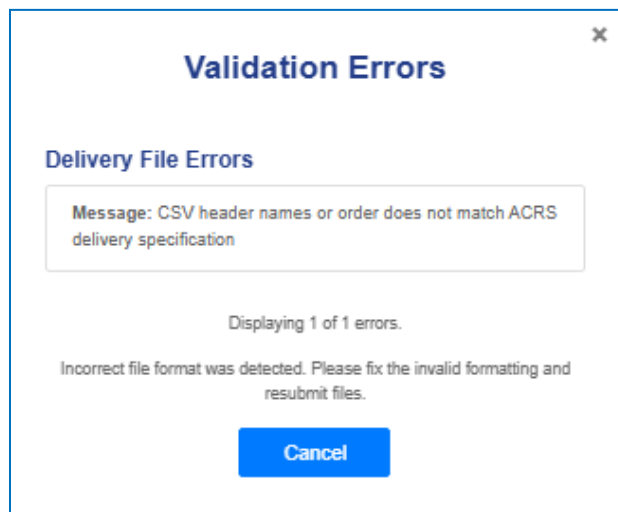 ×
Validation Errors
Delivery File Errors
Message: CSV header names or order does not match ACRS
delivery specification
Displaying 1 of 1 errors.
Incorrect file format was detected. Please fix the invalid formatting and
resubmit files.
Cancel